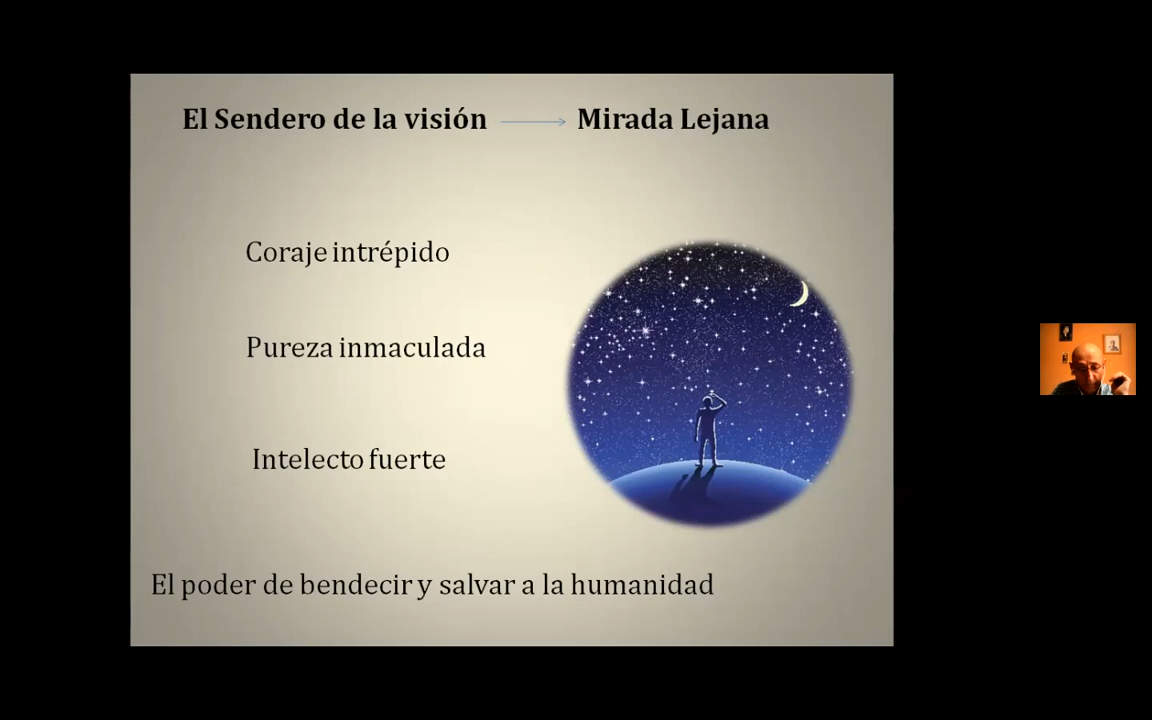 El Sendero de la visión → Mirada Lejana
Coraje intrépido
Pureza inmaculada
Intelecto fuerte
El poder de bendecir y salvar a la humanidad